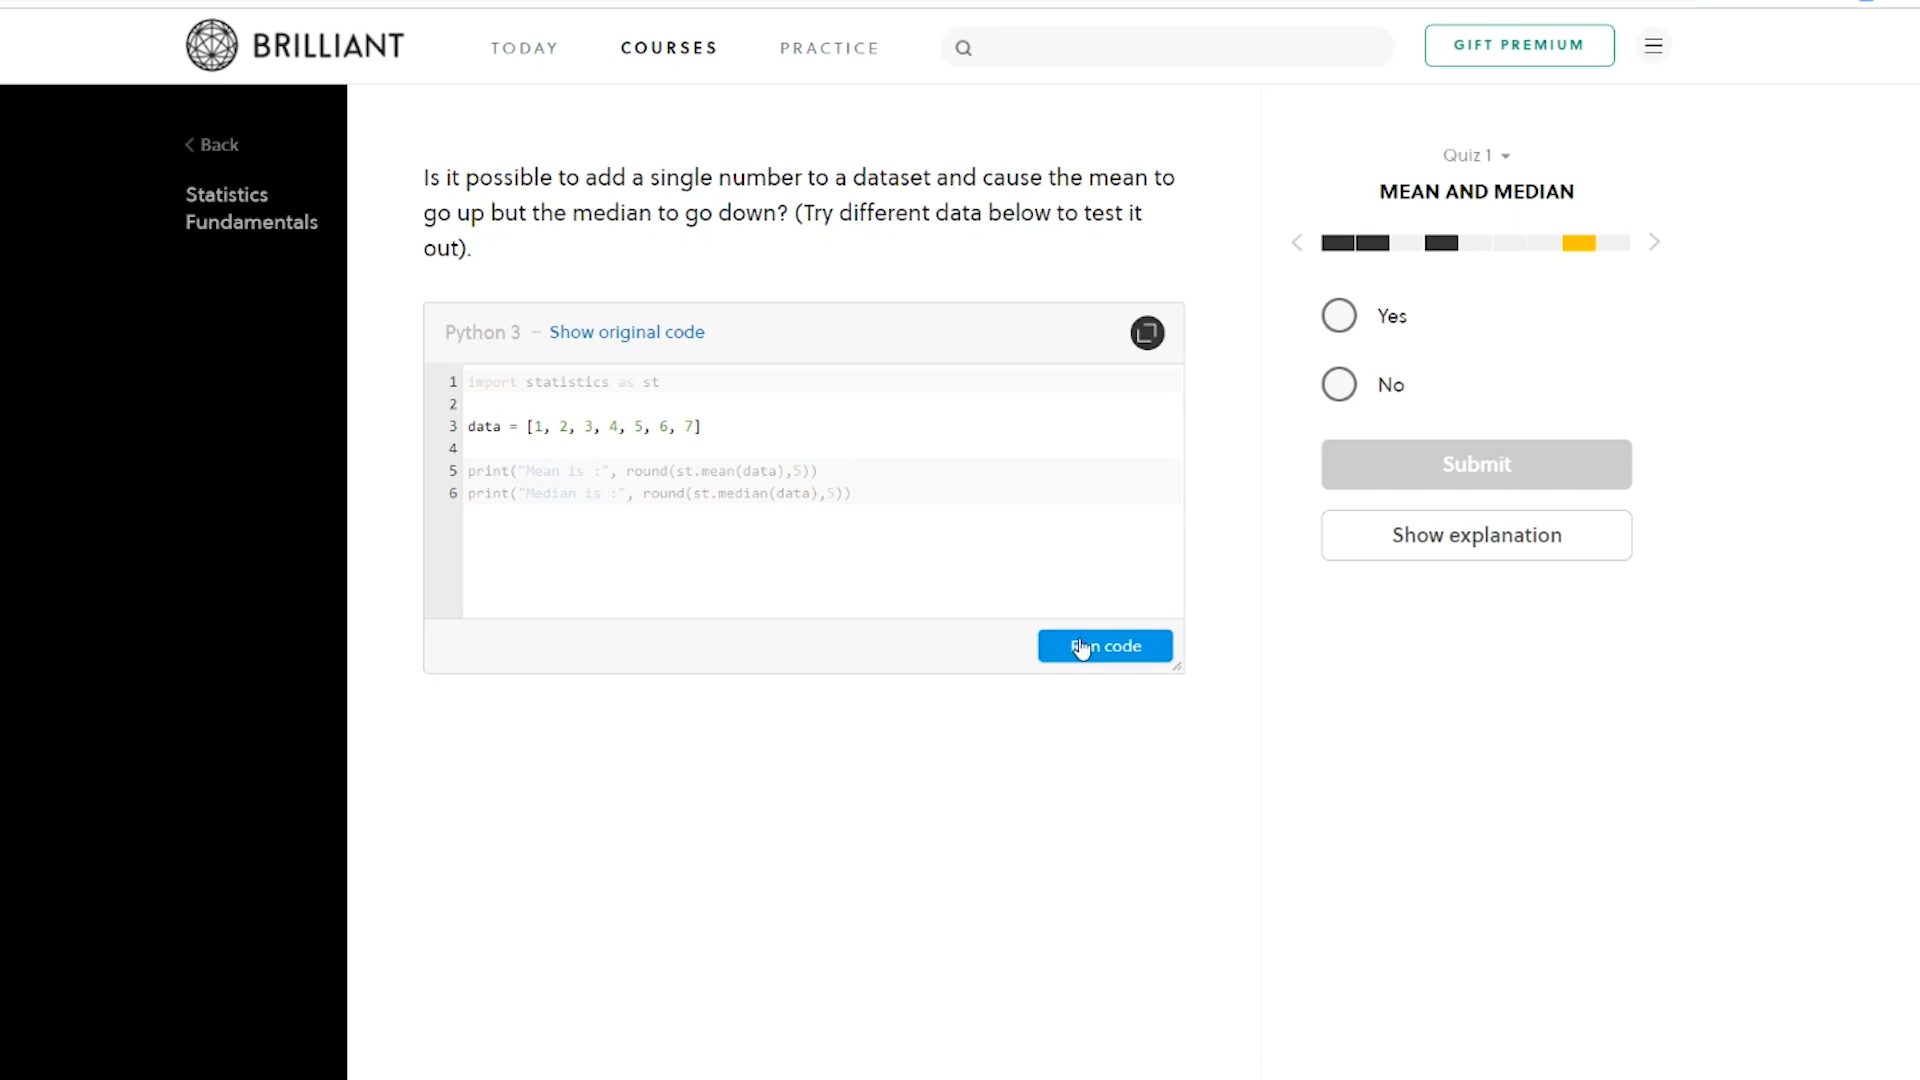 BRILLIANT
TODAY
COURSES
PRACTICE
GIFT PREMIUM
Back
Statistics
Fundamentals
Is it possible to add a single number to a dataset and cause the mean to
go up but the median to go down? (Try different data below to test it
out).
Python 3 – Show original code
1 import statistics as st
2
3 data = [1, 2, 3, 4, 5, 6, 7]
4
5 print("Mean is :", round(st.mean(data),5))
6 print("Median is :", round(st.median(data),5))
code
Quiz 1
MEAN AND MEDIAN
Yes
No
Submit
Show explanation